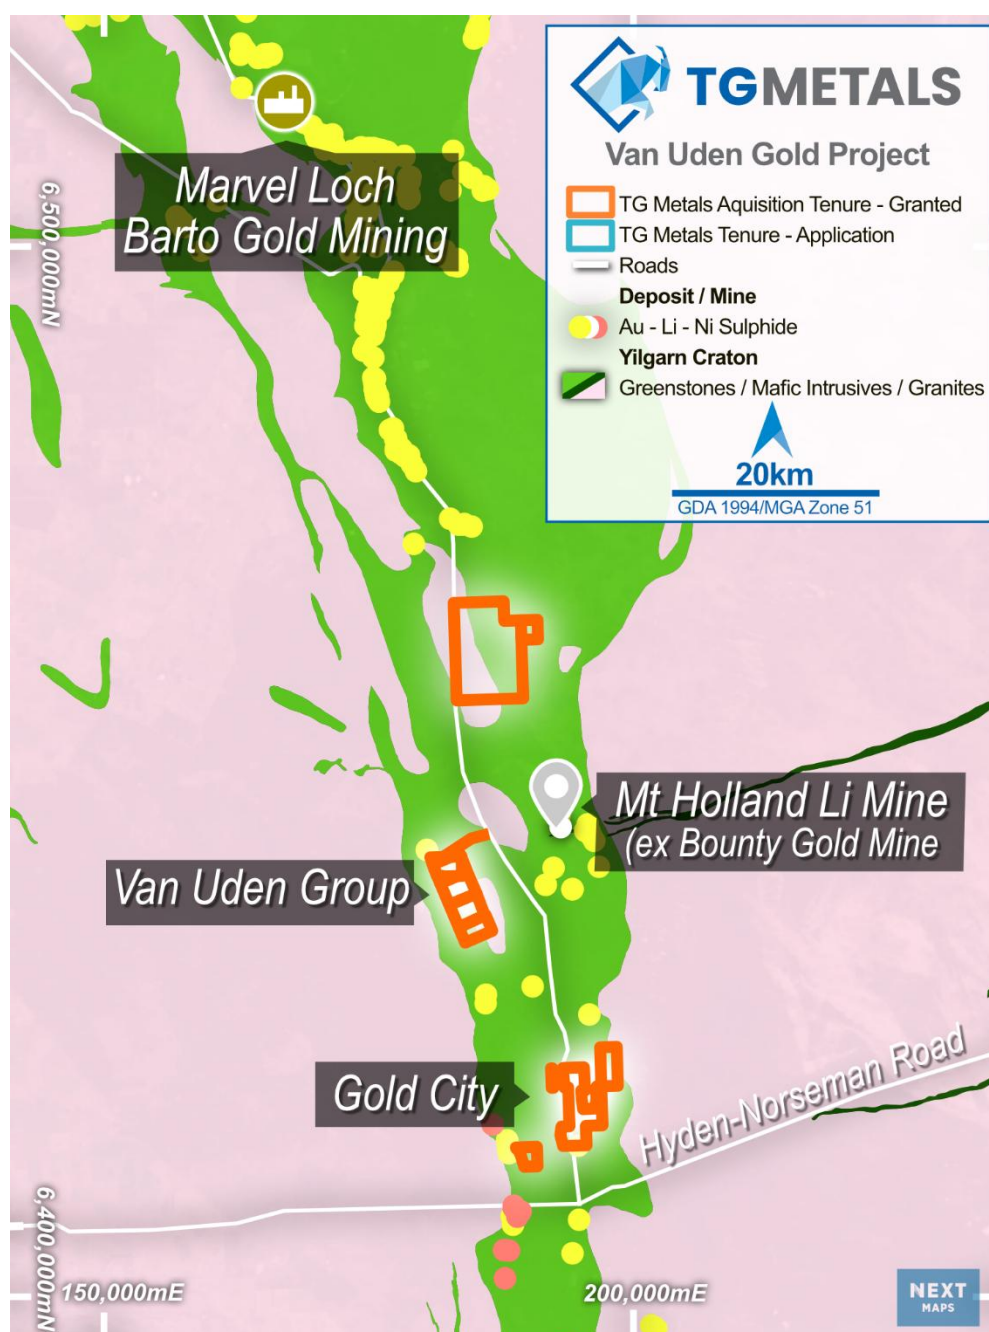 TGMETALS
Van Uden Gold Project
TG Metals Aquisition Tenure - Granted
TG Metals Tenure - Application
Roads
Deposit / Mine
Au - Li - Ni Sulphide
Yilgarn Craton
Greenstones / Mafic Intrusives / Granites
20km
GDA 1994/MGA Zone 51
Marvel Loch
Barto Gold Mining
6,500,000mN
Mt Holland Li Mine
(ex Bounty Gold Mine
Van Uden Group
Gold City
Hyden-Norseman Road
6,400,000mN
150,000mE
200,000mE
NEXT
MAPS